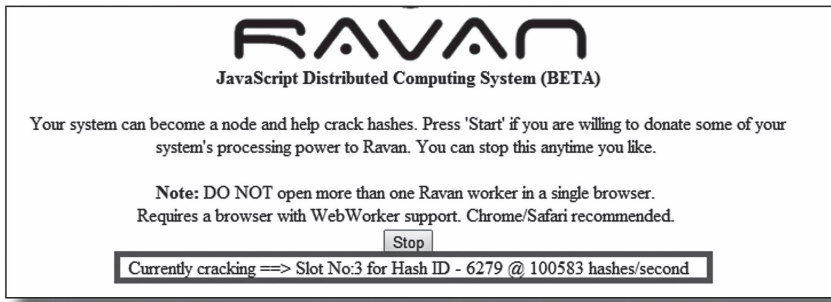 RAVAN
JavaScript Distributed Computing System (BETA)
Your system can become a node and help crack hashes. Press 'Start' if you are willing to donate some of your
system's processing power to Ravan. You can stop this anytime you like.
Note: DO NOT open more than one Ravan worker in a single browser.
Requires a browser with WebWorker support. Chrome/Safari recommended.
Stop
Currently cracking ==> Slot No:3 for Hash ID - 6279 @ 100583 hashes/second